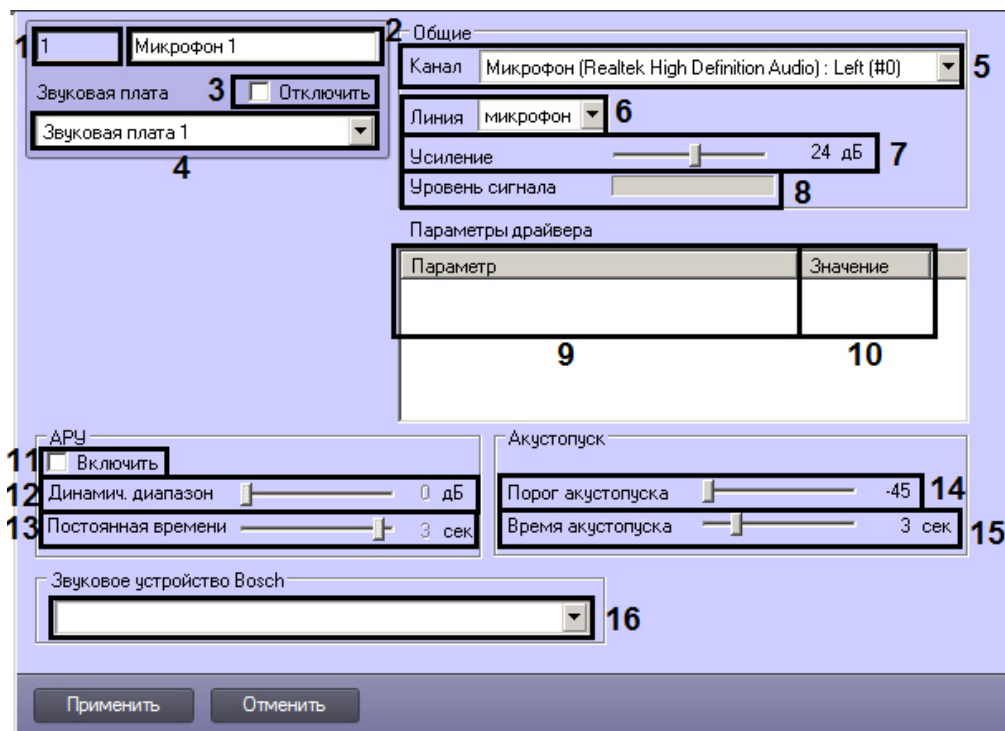 1 1 Микрофон 1 2
Звуковая плата 3 Отключить
Звуковая плата 1
4
Общие
Канал Микрофон (Realtek High Definition Audio) : Left (#0) 5
Линия микрофон 6
Усиление 24 дБ 7
Уровень сигнала 8
Параметры драйвера
Параметр Значение
9 10
АРУ
11 Включить
12 Динамич. диапазон 0 дБ
13 Постоянная времени 3 сек
Акустопуск
Порог акустопуска -45 14
Время акустопуска 3 сек 15
Звуковое устройство Bosch
16
Применить Отменить